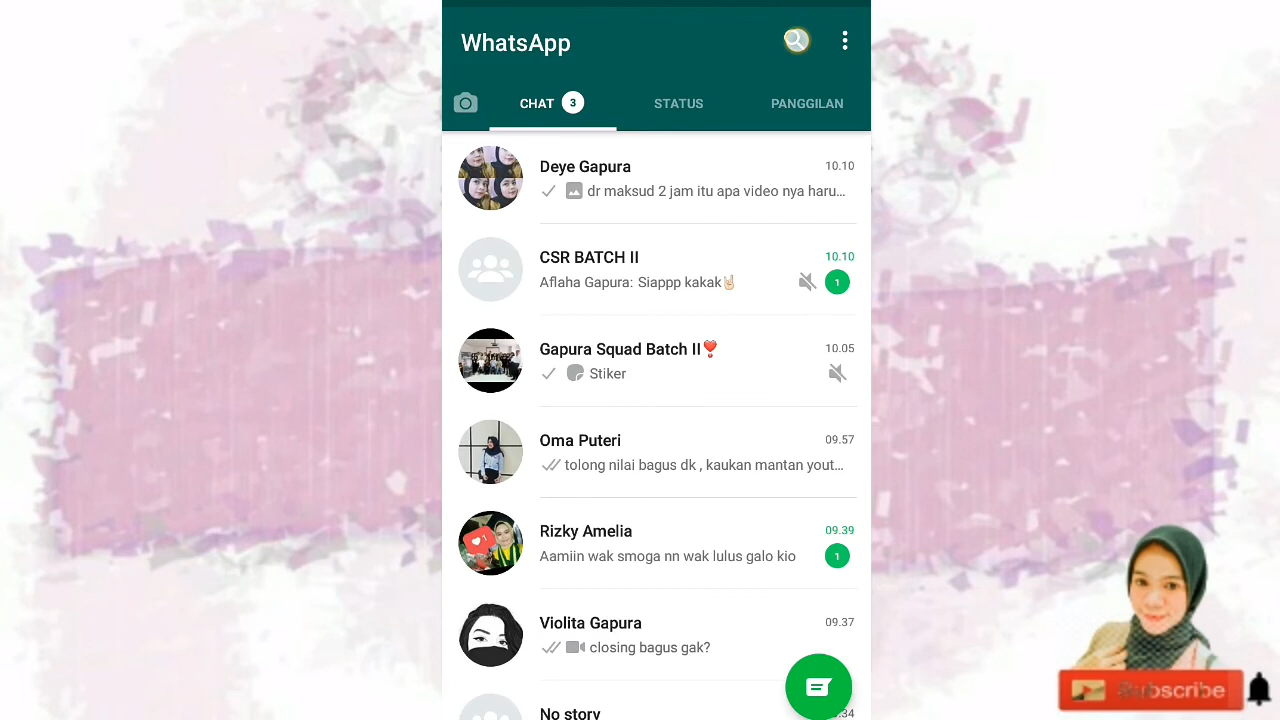 WhatsApp
CHAT 3 STATUS PANGGILAN
Deye Gapura 10.10
dr maksud 2 jam itu apa video nya haru...
CSR BATCH II 10.10
Aflaha Gapura: Siappp kakak🤞🏻 1
Gapura Squad Batch II❣️ 10.05
Stiker
Oma Puteri 09.57
tolong nilai bagus dk , kaukan mantan yout...
Rizky Amelia 09.39
Aamiin wak smoga nn wak lulus galo kio 1
Violita Gapura 09.37
closing bagus gak?
No story .34
Subscribe